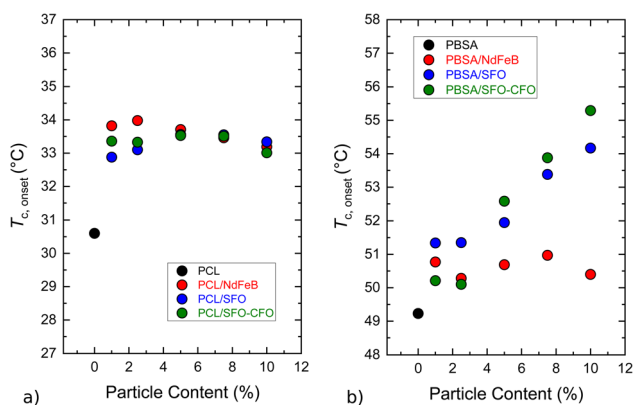 37
36
35
34
33
32
31
30
29
28
27
T c, onset (°C)
PCL
PCL/NdFeB
PCL/SFO
PCL/SFO-CFO
0 2 4 6 8 10 12
Particle Content (%)
a)
58
57
56
55
54
53
52
51
50
49
48
T c, onset (°C)
PBSA
PBSA/NdFeB
PBSA/SFO
PBSA/SFO-CFO
0 2 4 6 8 10 12
Particle Content (%)
b)